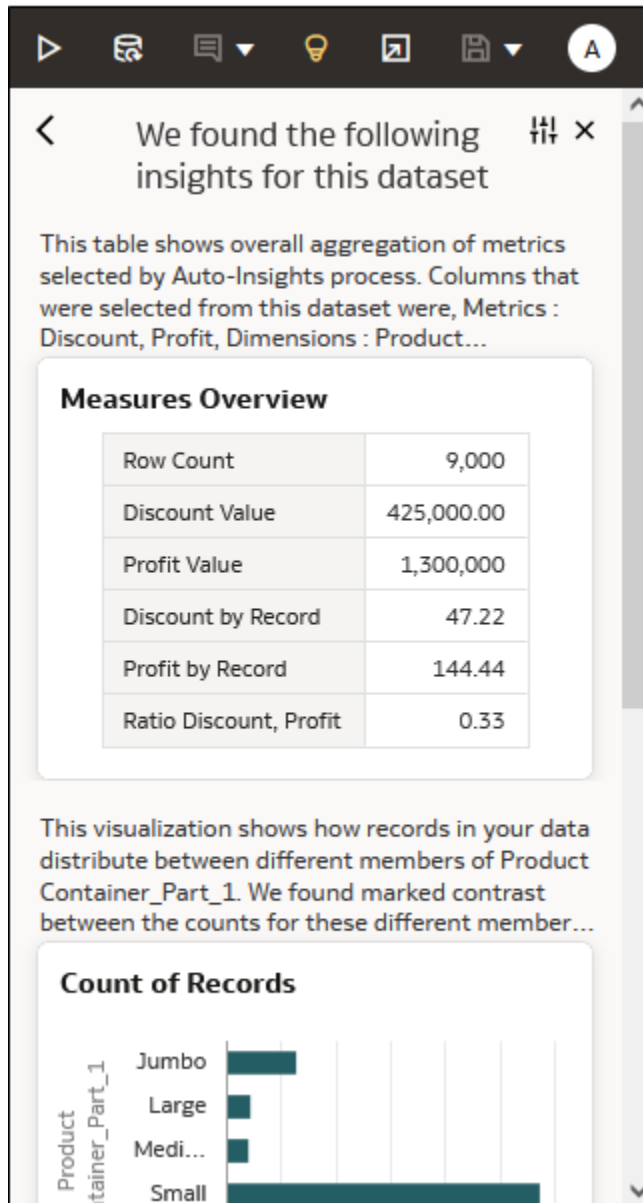 A
We found the following
insights for this dataset
This table shows overall aggregation of metrics
selected by Auto-Insights process. Columns that
were selected from this dataset were, Metrics :
Discount, Profit, Dimensions : Product...
Measures Overview
Row Count 9,000
Discount Value 425,000.00
Profit Value 1,300,000
Discount by Record 47.22
Profit by Record 144.44
Ratio Discount, Profit 0.33
This visualization shows how records in your data
distribute between different members of Product
Container_Part_1. We found marked contrast
between the counts for these different member...
Count of Records
Product
tainer_Part_1
Jumbo
Large
Medi...
Small